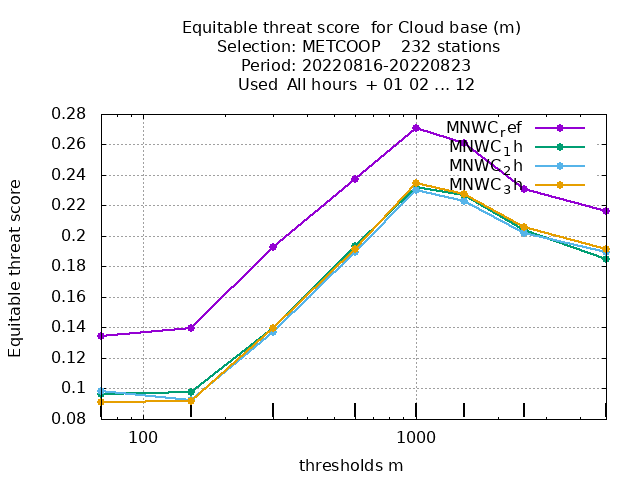 Equitable threat score  for Cloud base (m)
Selection: METCOOP    232 stations
Period: 20220816-20220823
Used  All hours  + 01 02 ... 12
MNWC_ref
MNWC_1h
MNWC_2h
MNWC_3h
Equitable threat score
0.28
0.26
0.24
0.22
0.2
0.18
0.16
0.14
0.12
0.1
0.08
100
1000
thresholds m